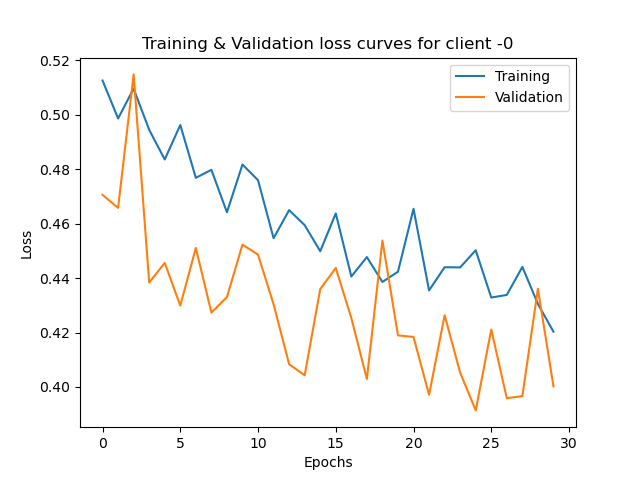 Training & Validation loss curves for client -0
Training
Validation
Loss
0.52
0.50
0.48
0.46
0.44
0.42
0.40
0 5 10 15 20 25 30
Epochs